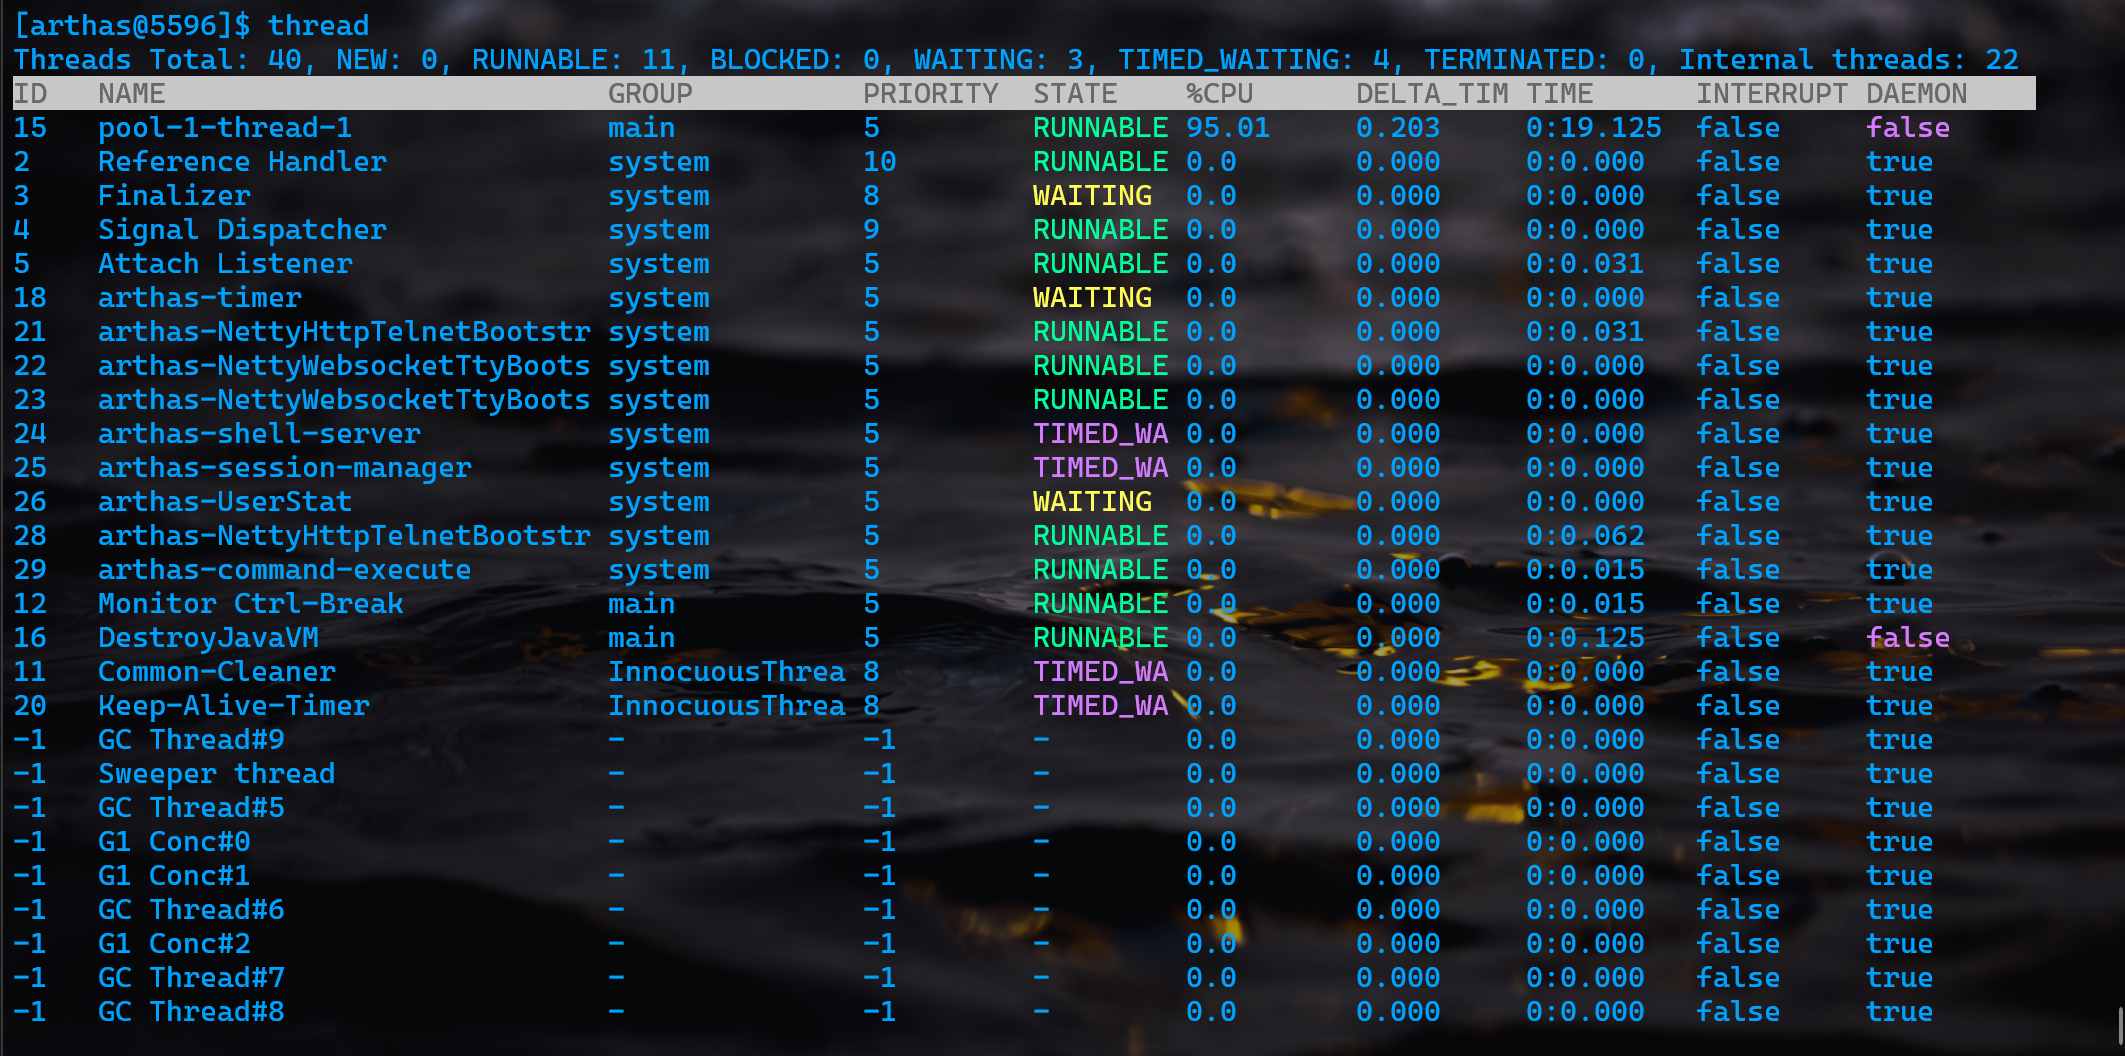 [arthas@5596]$ thread
Threads Total: 40, NEW: 0, RUNNABLE: 11, BLOCKED: 0, WAITING: 3, TIMED_WAITING: 4, TERMINATED: 0, Internal threads: 22
ID NAME GROUP PRIORITY STATE %CPU DELTA_TIM TIME INTERRUPT DAEMON
15 pool-1-thread-1 main 5 RUNNABLE 95.01 0.203 0:19.125 false false
2 Reference Handler system 10 RUNNABLE 0.0 0.000 0:0.000 false true
3 Finalizer system 8 WAITING 0.0 0.000 0:0.000 false true
4 Signal Dispatcher system 9 RUNNABLE 0.0 0.000 0:0.000 false true
5 Attach Listener system 5 RUNNABLE 0.0 0.000 0:0.031 false true
18 arthas-timer system 5 WAITING 0.0 0.000 0:0.000 false true
21 arthas-NettyHttpTelnetBootstr system 5 RUNNABLE 0.0 0.000 0:0.031 false true
22 arthas-NettyWebsocketTtyBoots system 5 RUNNABLE 0.0 0.000 0:0.000 false true
23 arthas-NettyWebsocketTtyBoots system 5 RUNNABLE 0.0 0.000 0:0.000 false true
24 arthas-shell-server system 5 TIMED_WA 0.0 0.000 0:0.000 false true
25 arthas-session-manager system 5 TIMED_WA 0.0 0.000 0:0.000 false true
26 arthas-UserStat system 5 WAITING 0.0 0.000 0:0.000 false true
28 arthas-NettyHttpTelnetBootstr system 5 RUNNABLE 0.0 0.000 0:0.062 false true
29 arthas-command-execute system 5 RUNNABLE 0.0 0.000 0:0.015 false true
12 Monitor Ctrl-Break main 5 RUNNABLE 0.0 0.000 0:0.015 false true
16 DestroyJavaVM main 5 RUNNABLE 0.0 0.000 0:0.125 false false
11 Common-Cleaner InnocuousThrea 8 TIMED_WA 0.0 0.000 0:0.000 false true
20 Keep-Alive-Timer InnocuousThrea 8 TIMED_WA 0.0 0.000 0:0.000 false true
-1 GC Thread#9 - -1 - 0.0 0.000 0:0.000 false true
-1 Sweeper thread - -1 - 0.0 0.000 0:0.000 false true
-1 GC Thread#5 - -1 - 0.0 0.000 0:0.000 false true
-1 G1 Conc#0 - -1 - 0.0 0.000 0:0.000 false true
-1 G1 Conc#1 - -1 - 0.0 0.000 0:0.000 false true
-1 GC Thread#6 - -1 - 0.0 0.000 0:0.000 false true
-1 G1 Conc#2 - -1 - 0.0 0.000 0:0.000 false true
-1 GC Thread#7 - -1 - 0.0 0.000 0:0.000 false true
-1 GC Thread#8 - -1 - 0.0 0.000 0:0.000 false true